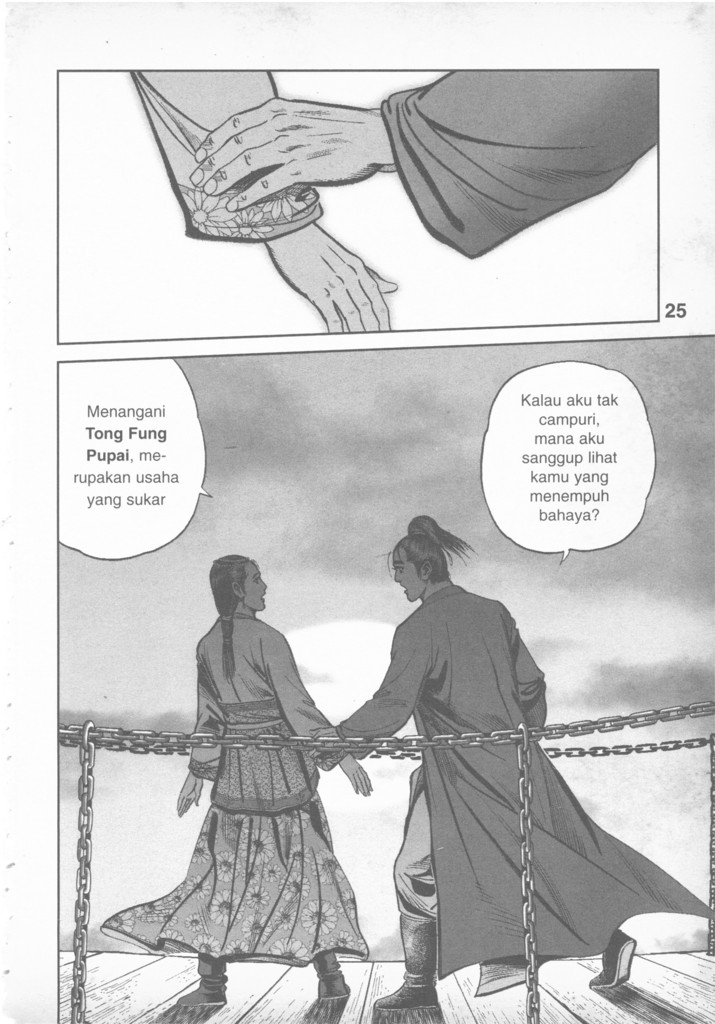 25
Menangani
Tong Fung
Pupai, me-
rupakan usaha
yang sukar
Kalau aku tak
campuri,
mana aku
sanggup lihat
kamu yang
menempuh
bahaya?